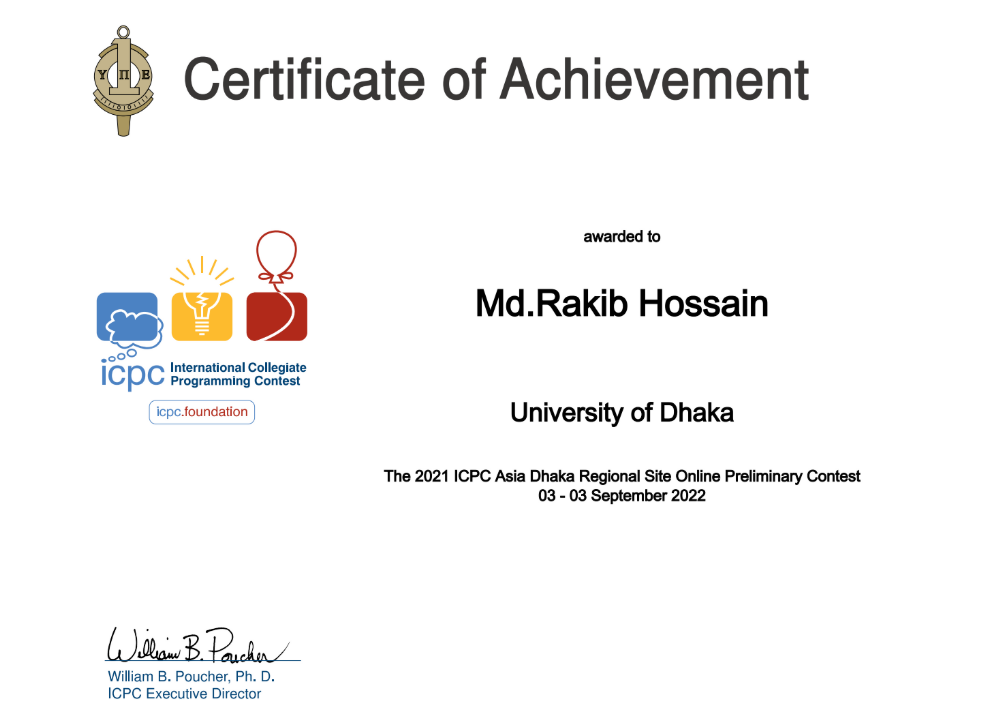 Certificate of Achievement
Υ Π Ε
awarded to
Md.Rakib Hossain
icpc International Collegiate
Programming Contest
icpc.foundation
University of Dhaka
The 2021 ICPC Asia Dhaka Regional Site Online Preliminary Contest
03 - 03 September 2022
William B. Poucher
William B. Poucher, Ph. D.
ICPC Executive Director